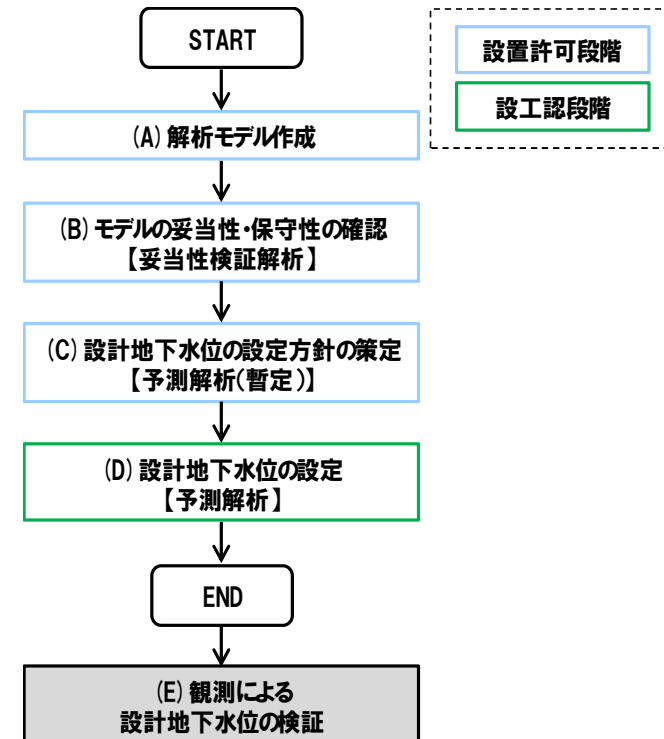 START
設置許可段階
設工認段階
(A)解析モデル作成
(B)モデルの妥当性・保守性の確認
【妥当性検証解析】
(C)設計地下水位の設定方針の策定
【予測解析(暫定)】
(D)設計地下水位の設定
【予測解析】
END
(E)観測による
設計地下水位の検証